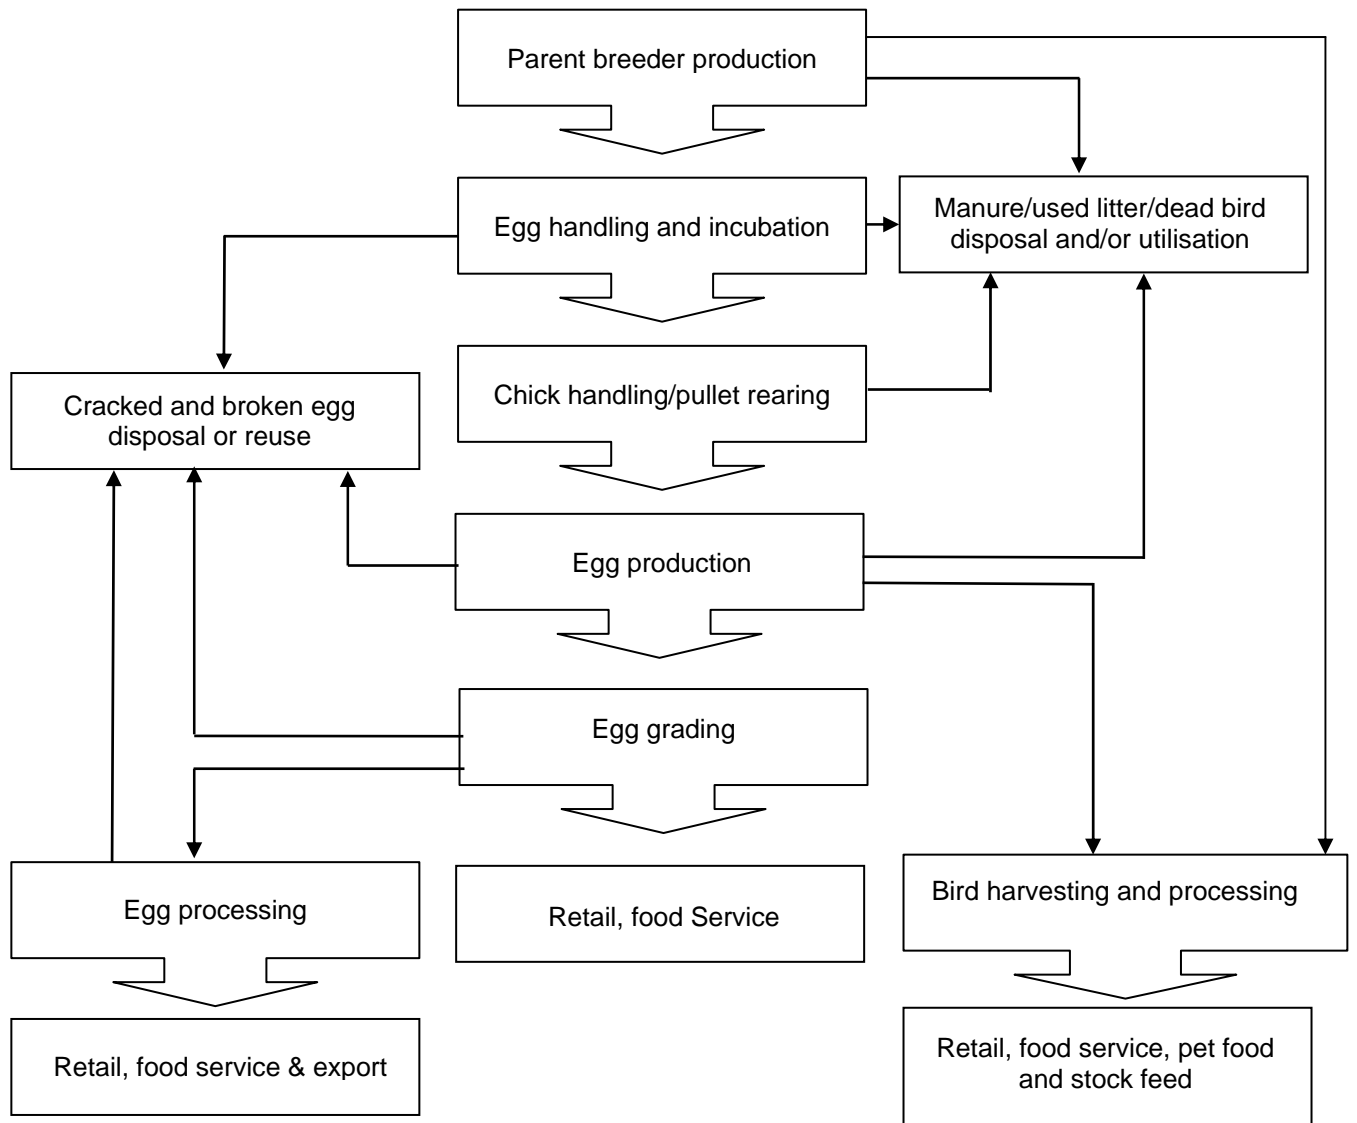 Parent breeder production
Egg handling and incubation
Manure/used litter/dead bird
disposal and/or utilisation
Chick handling/pullet rearing
Cracked and broken egg
disposal or reuse
Egg production
Egg grading
Egg processing
Retail, food Service
Bird harvesting and processing
Retail, food service & export
Retail, food service, pet food
and stock feed